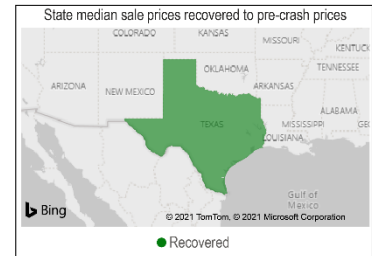 State median sale prices recovered to pre-crash prices
COLORADO
KANSAS
MISSOURI
KENTUCK
TENNESSEE
OKLAHOMA
ARIZONA
NEW MEXICO
ARKANSAS
ALABAMA
TEXAS
MISSISSIPPI
GEO
LOUISIANA
Gulf of
Mexico
Bing
© 2021 TomTom, © 2021 Microsoft Corporation
Recovered